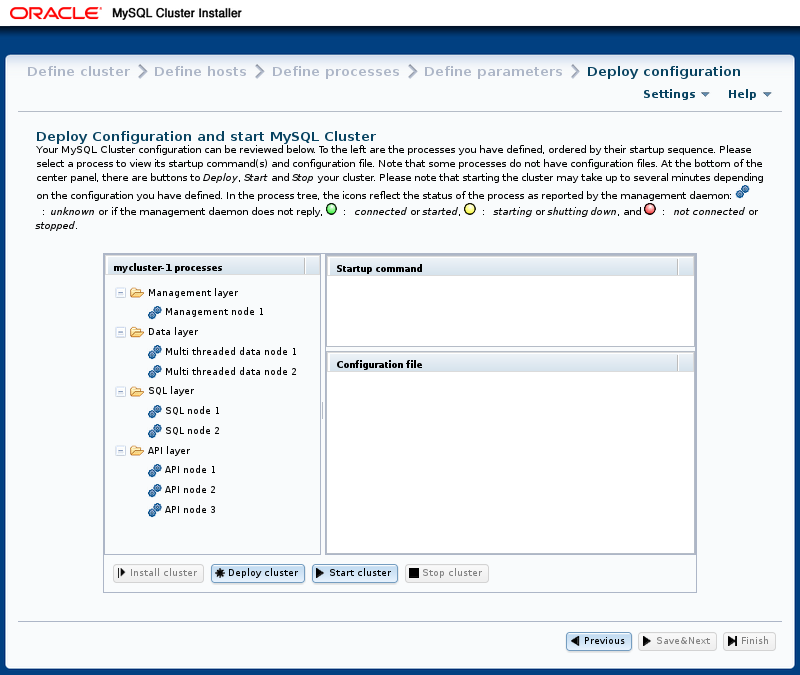 ORACLE MySQL Cluster Installer
Define cluster Define hosts Define processes Define parameters Deploy configuration
Settings Help
Deploy Configuration and start MySQL Cluster
Your MySQL Cluster configuration can be reviewed below. To the left are the processes you have defined, ordered by their startup sequence. Please
select a process to view its startup command(s) and configuration file. Note that some processes do not have configuration files. At the bottom of the
center panel, there are buttons to Deploy, Start and Stop your cluster. Please note that starting the cluster may take up to several minutes depending
on the configuration you have defined. In the process tree, the icons reflect the status of the process as reported by the management daemon:
: unknown or if the management daemon does not reply, : connected or started, : starting or shutting down, and : not connected or
stopped.
mycluster-1 processes
Management layer
Management node 1
Data layer
Multi threaded data node 1
Multi threaded data node 2
SQL layer
SQL node 1
SQL node 2
API layer
API node 1
API node 2
API node 3
Startup command
Configuration file
Install cluster Deploy cluster Start cluster Stop cluster
Previous Save&Next Finish